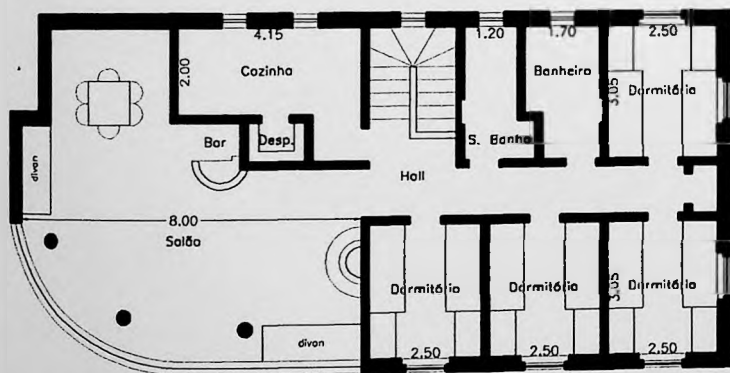 4.15
1.20
1.70
2.50
2.00
Cozinha
Banheiro
3.05
Dormitório
Bar
Desp.
S. Banho
divan
Hall
8.00
Salão
Dormitório
Dormitório
3.05
Dormitório
divan
2.50
2.50
2.50